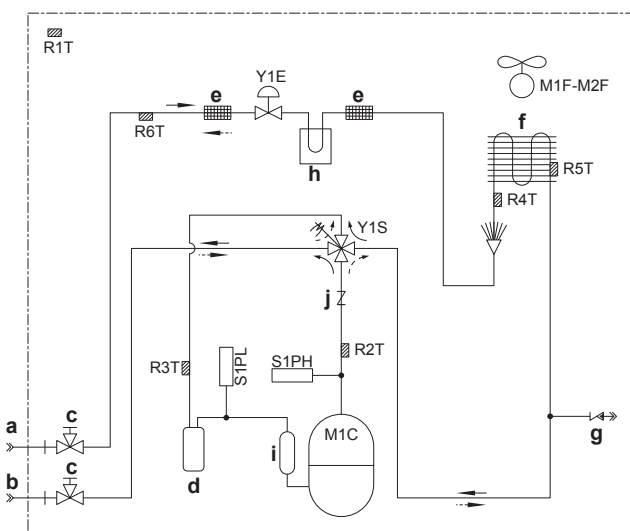 R1T
Y1E
M1F-M2F
e
e
f
R6T
h
R5T
R4T
Y1S
j
R3T
S1PL
S1PH
R2T
a
c
M1C
g
b
c
d
i